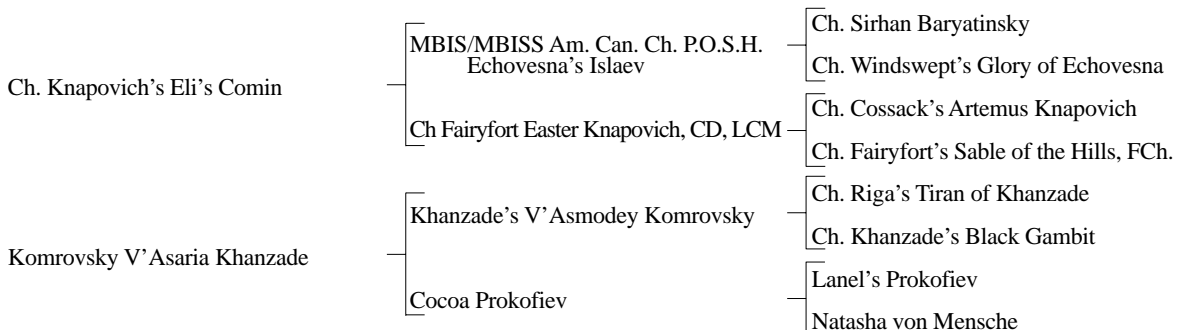 Ch. Sirhan Baryatinsky
MBIS/MBISS Am. Can. Ch. P.O.S.H.
Echovesna’s Islaev
Ch. Windswept’s Glory of Echovesna
Ch. Knapovich’s Eli’s Comin
Ch. Cossack’s Artemus Knapovich
Ch Fairyfort Easter Knapovich, CD, LCM
Ch. Fairyfort’s Sable of the Hills, FCh.
Ch. Riga’s Tiran of Khanzade
Khanzade’s V’Asmodey Komrovsky
Ch. Khanzade’s Black Gambit
Komrovsky V’Asaria Khanzade
Lanel’s Prokofiev
Cocoa Prokofiev
Natasha von Mensche